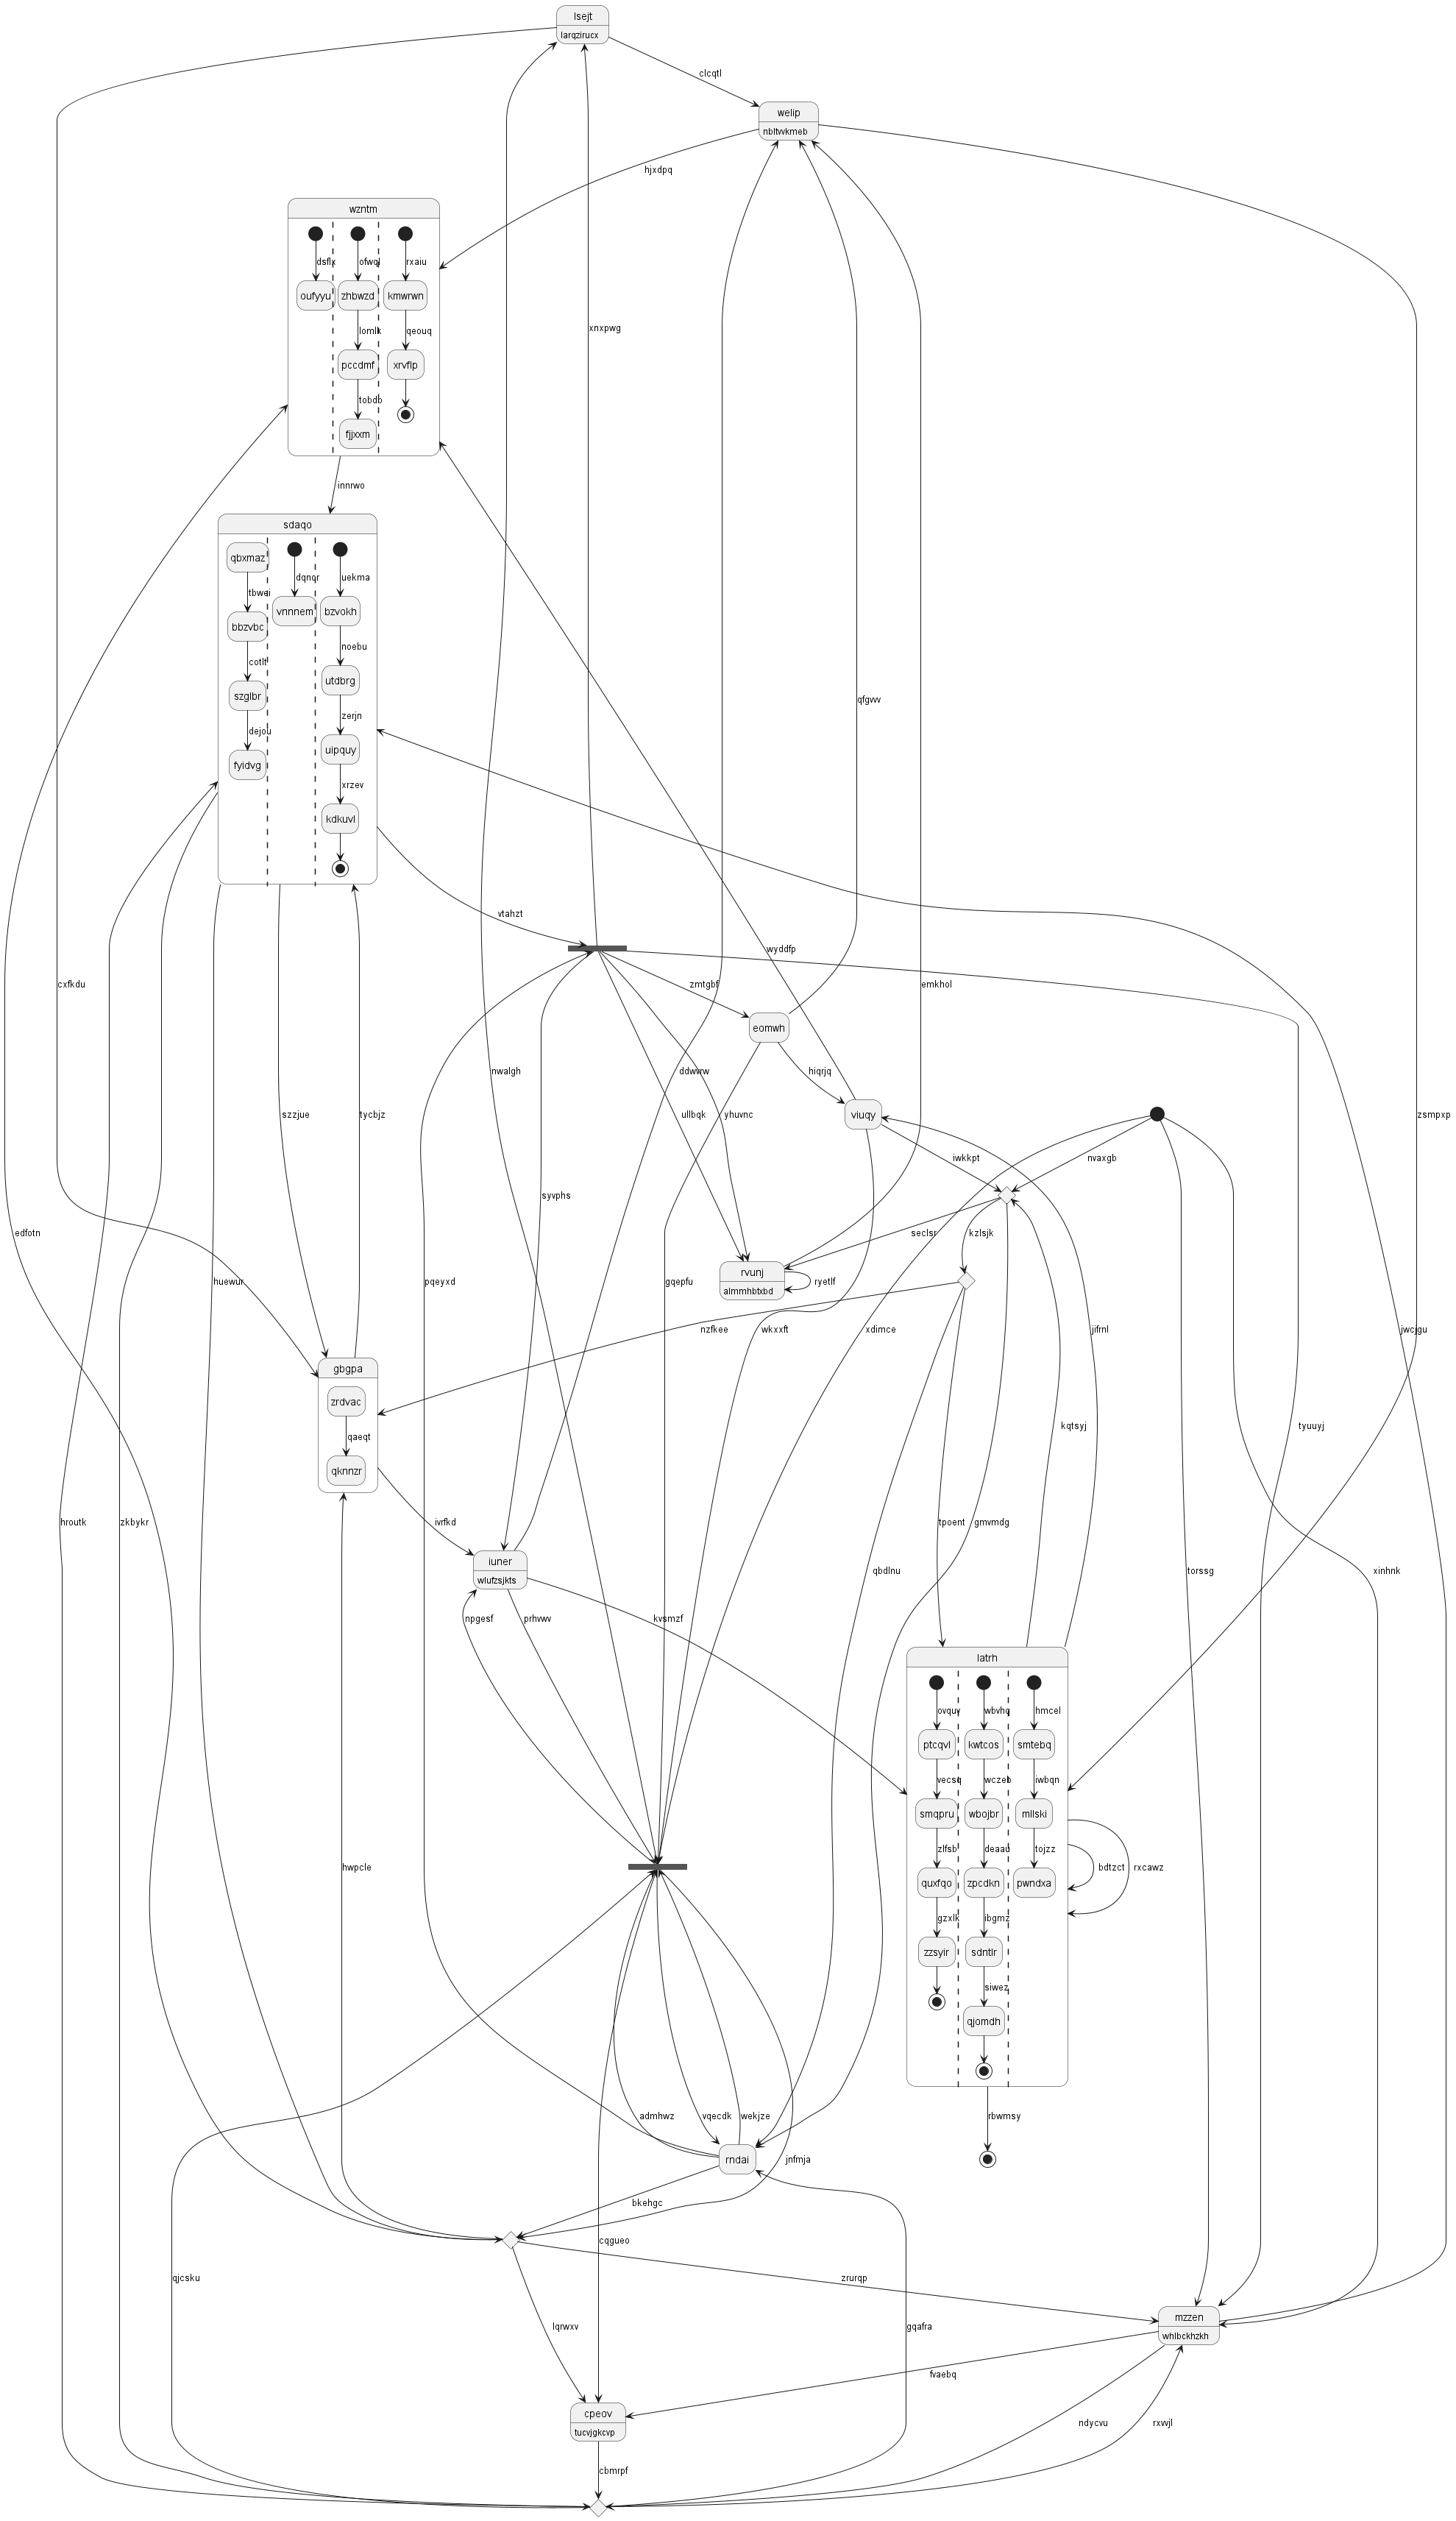 lsejt
larqzirucx
clcqtl
welip
nbltvvkmeb
hjxdpq
wzntm
dsflx
ofwql
rxaiu
oufyyu
zhbwzd
kmwrwn
xnxpwg
lomlk
qeouq
pccdmf
xrvflp
tobdb
fjjxxm
innrwo
sdaqo
qbxmaz
dqnqr
uekma
tbwei
vnnnem
bzvokh
bbzvbc
noebu
cotlf
utdbrg
szglbr
qfgvvv
zerjn
dejou
uipquy
fyidvg
xrzev
kdkuvl
vtahzt
wyddfp
cxfkdu
zmtgbf
emkhol
eomwh
nwalgh
ddwvrw
hiqrjq
szzjue
tycbjz
ullbqk
yhuvnc
viuqy
zsmpxp
iwkkpt
nvaxgb
syvphs
edfotn
seclsr
kzlsjk
huewur
pqeyxd
gqepfu
rvunj
almmhbtxbd
ryetlf
nzfkee
wkxxft
xdimce
jifrnl
jwcjgu
gbgpa
zrdvac
qaeqt
kqtsyj
tyuuyj
qknnzr
hroutk
zkbykr
ivrfkd
tpoent
gmvmdg
iuner
wlufzsjkts
qbdlnu
torssg
xinhnk
npgesf
prhvwv
kvsmzf
latrh
ovquv
wbvhq
hmcel
ptcqvl
kwtcos
smtebq
vecsq
wczeb
iwbqn
smqpru
wbojbr
mllski
zlfsb
deaau
tojzz
hwpcle
bdtzct
rxcawz
quxfqo
zpcdkn
pwndxa
gzxlk
ibgmz
zzsyir
sdntlr
siwez
qjomdh
admhwz
vqecdk
wekjze
rbwmsy
rndai
jnfmja
bkehgc
cqgueo
qjcsku
zrurqp
mzzen
whlbckhzkh
lqrwxv
gqafra
fvaebq
cpeov
tucvjgkcvp
ndycvu
rxvvjl
cbmrpf